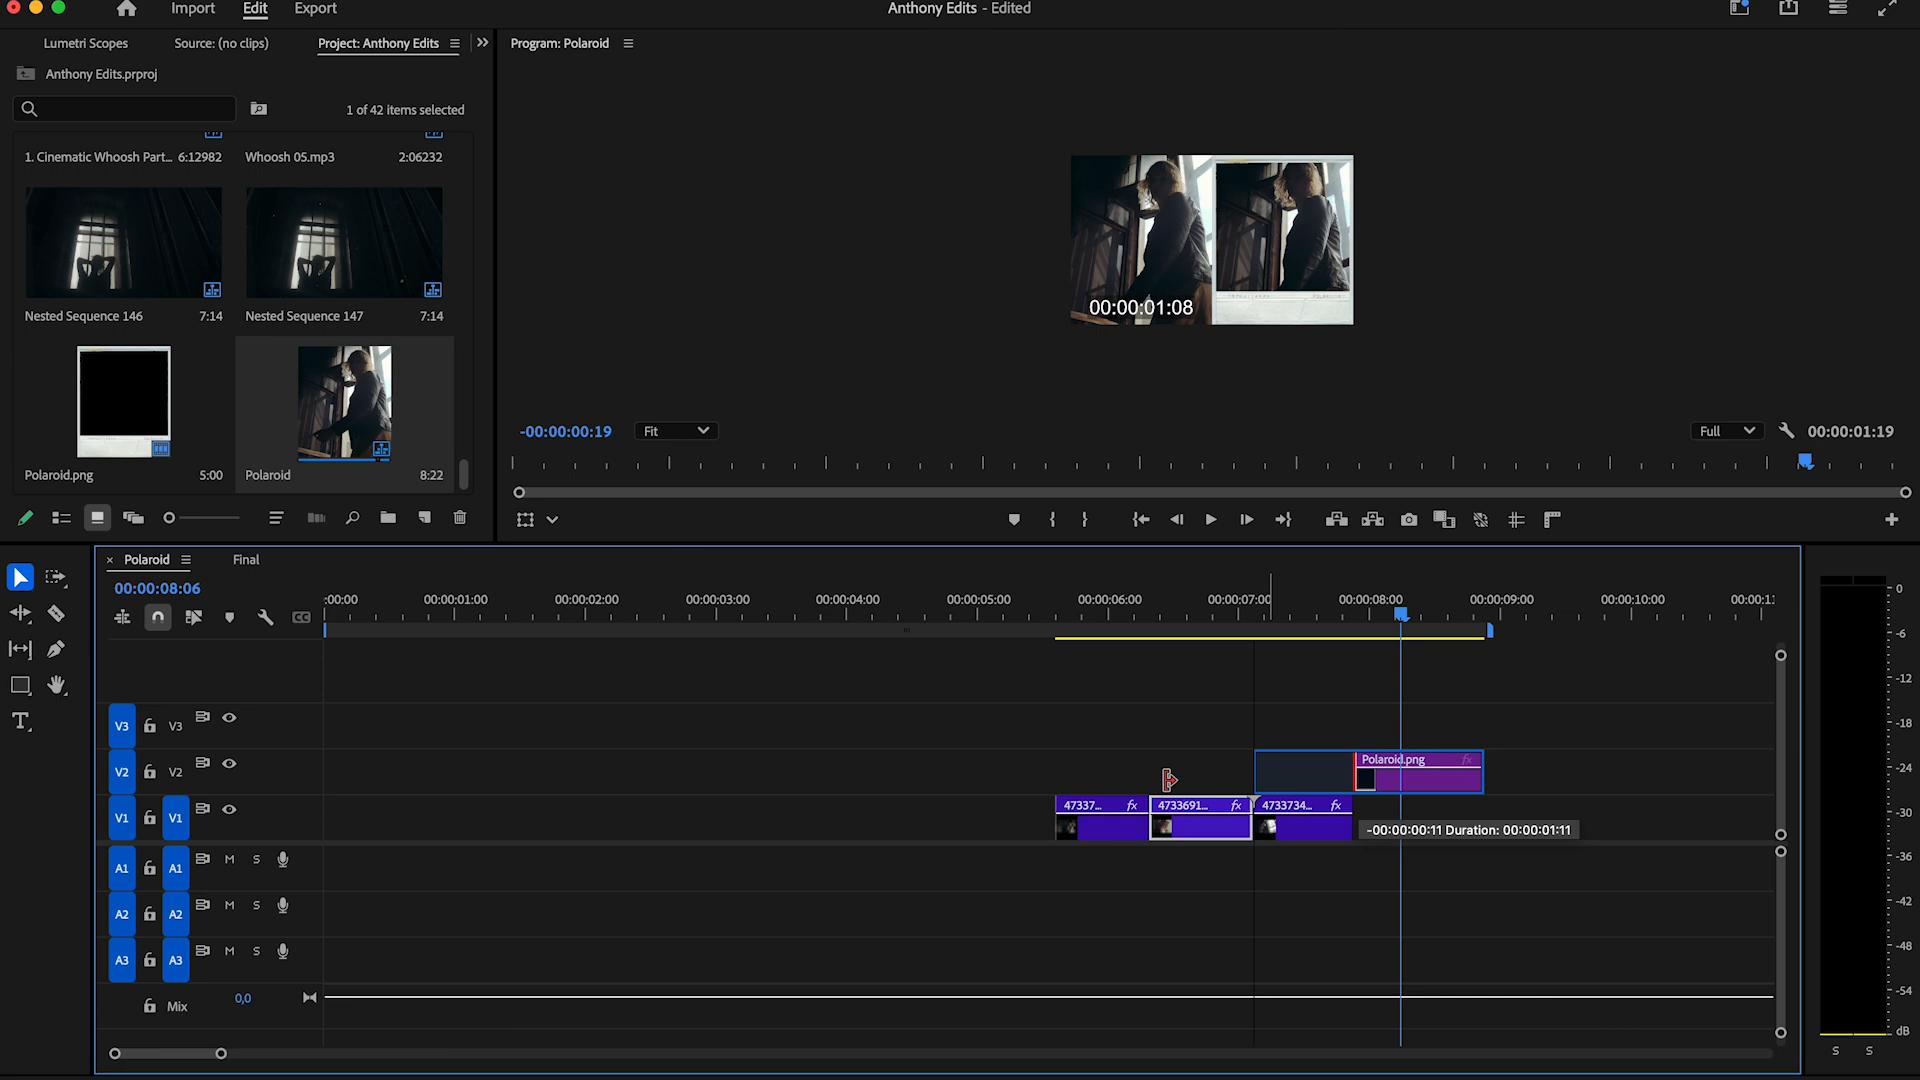 Import
Edit
Export
Anthony Edits - Edited
Lumetri Scopes
Source: (no clips)
Project: Anthony Edits
Program: Polaroid
Anthony Edits.prproj
1 of 42 items selected
1. Cinematic Whoosh Part... 6:12982
Whoosh 05.mp3 2:06232
Nested Sequence 146 7:14
Nested Sequence 147 7:14
Polaroid.png 5:00
Polaroid 8:22
00:00:01:08
-00:00:00:19
Fit
Full
00:00:01:19
× Polaroid
Final
00:00:08:06
:00:00
00:00:01:00
00:00:02:00
00:00:03:00
00:00:04:00
00:00:05:00
00:00:06:00
00:00:07:00
00:00:08:00
00:00:09:00
00:00:10:00
00:00:11:
CC
T
V3 V3
V2 V2
Polaroid.png fx
V1 V1
47337... fx
4733691... fx
4733734... fx
-00:00:00:11 Duration: 00:00:01:11
A1 A1 M S
A2 A2 M S
A3 A3 M S
Mix 0,0
0
-6
-12
-18
-24
-30
-36
-42
-48
-54
dB
S S